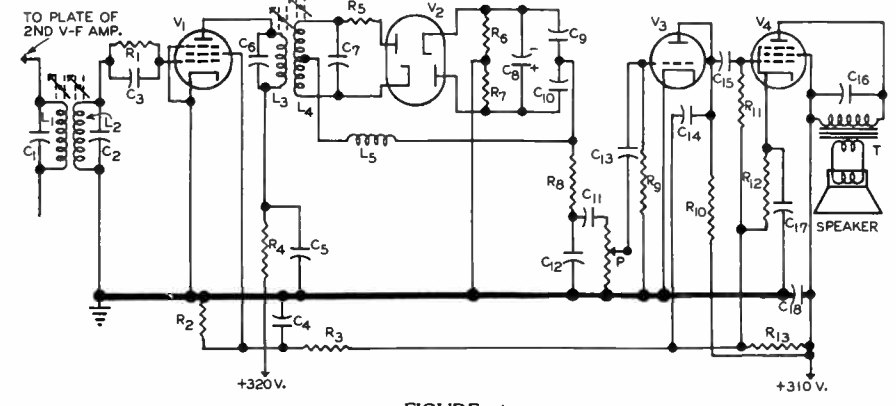 TO PLATE OF
2ND V-F AMP.
V1
R1
C3
L1
L2
C1
C2
C6
L3
L4
C7
R5
V2
R6
R7
C8
-
+
C9
C10
L5
R8
C11
C12
P
C13
R9
V3
C14
C15
R10
R11
V4
R12
C17
C16
T
SPEAKER
C18
R4
C5
R2
C4
R3
R13
+320 V.
+310 V.